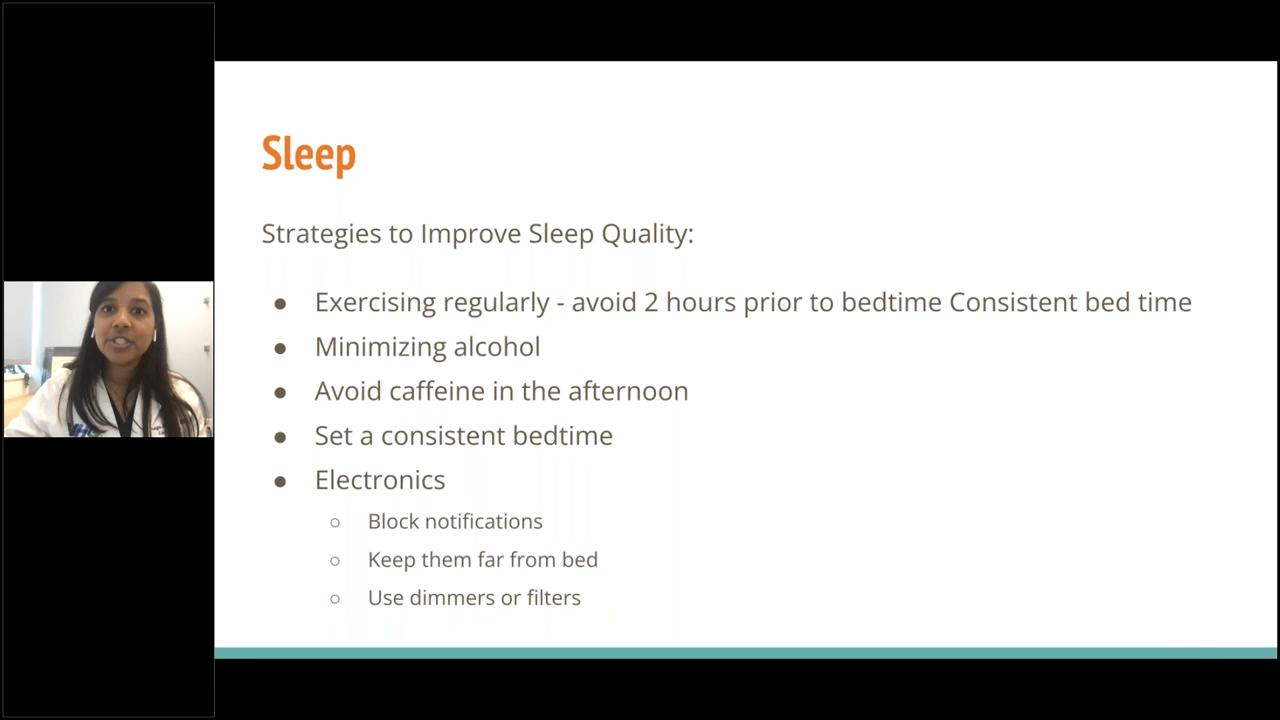 Sleep
Strategies to Improve Sleep Quality:
● Exercising regularly - avoid 2 hours prior to bedtime Consistent bed time
● Minimizing alcohol
● Avoid caffeine in the afternoon
● Set a consistent bedtime
● Electronics
○ Block notifications
○ Keep them far from bed
○ Use dimmers or filters